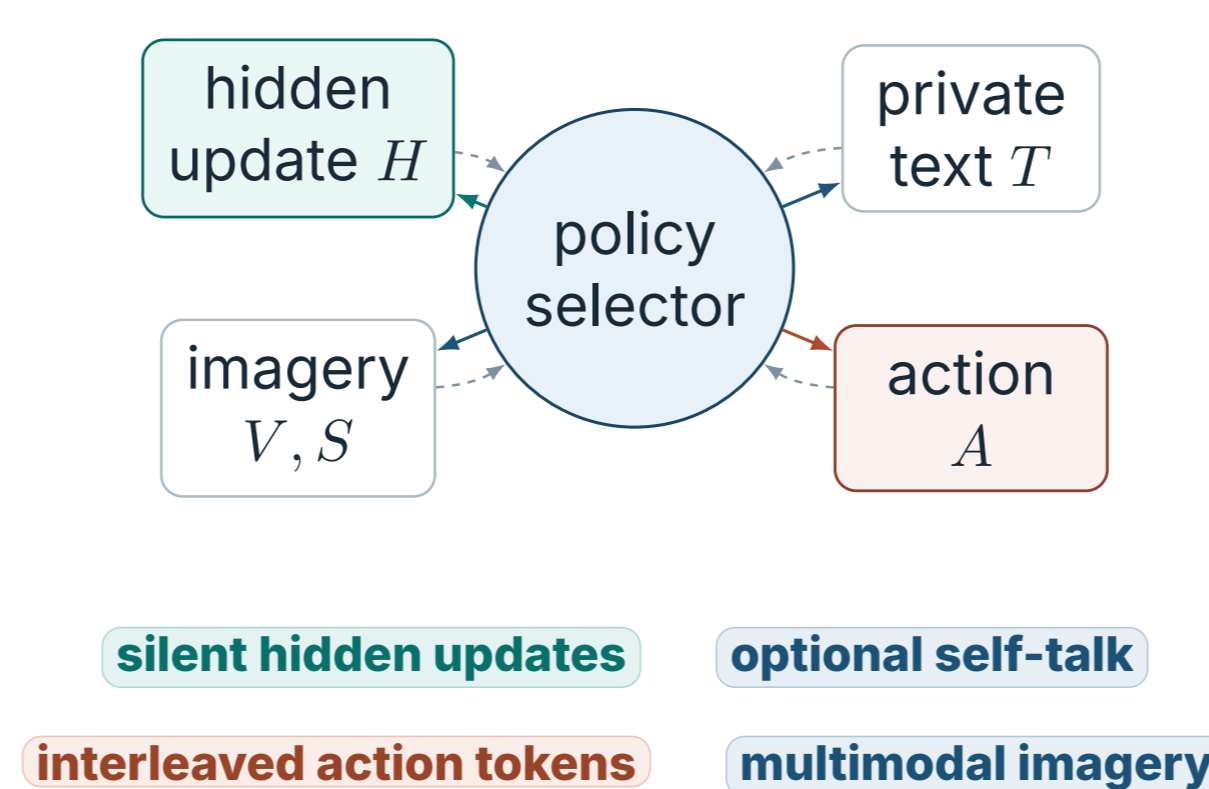 hidden
update H
private
text T
policy
selector
imagery
V, S
action
A
silent hidden updates
optional self-talk
interleaved action tokens
multimodal imagery